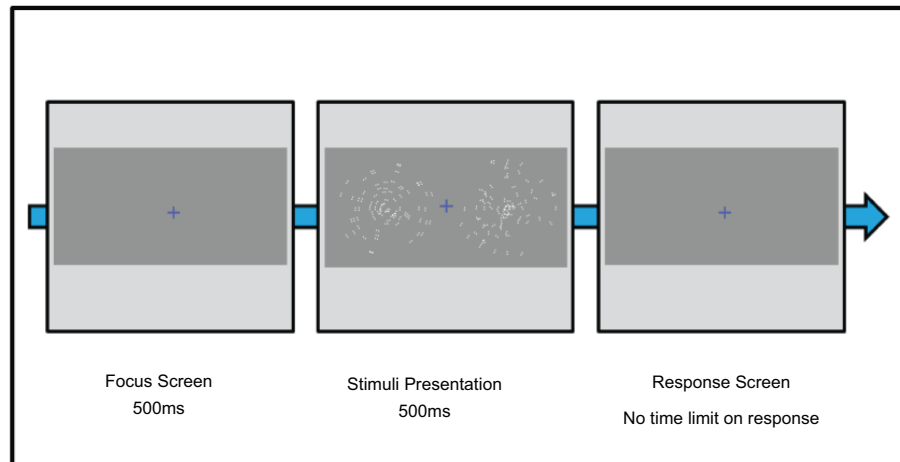 Focus Screen
500ms
Stimuli Presentation
500ms
Response Screen
No time limit on response